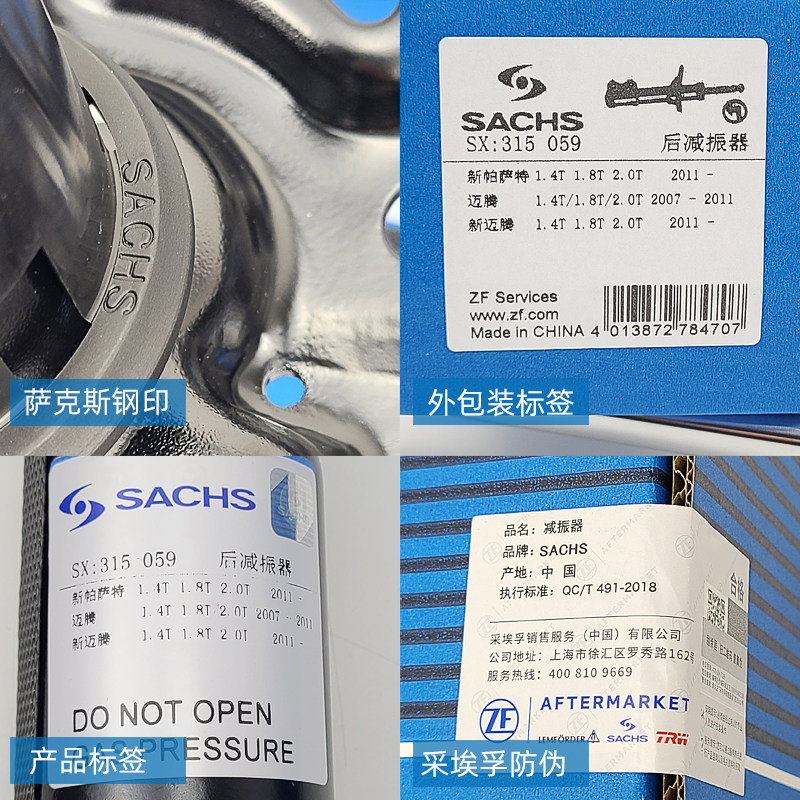 SACHS
萨克斯钢印
SACHS
SX:315 059 后减振器
新帕萨特 1.4T 1.8T 2.0T 2011 -
迈腾 1.4T/1.8T/2.0T 2007 - 2011
新迈腾 1.4T 1.8T 2.0T 2011 -
ZF Services
www.zf.com
Made in CHINA 4 013872 784707
外包装标签
SACHS
SX:315 059 后减振器
新帕萨特 1.4T 1.8T 2.0T 2011 -
迈腾 1.4T 1.8T 2.0T 2007 - 2011
新迈腾 1.4T 1.8T 2.0T 2011 -
DO NOT OPEN
PRESSURE
产品标签
品名: 减振器
品牌: SACHS
产地: 中 国
执行标准: QC/T 491-2018
采埃孚销售服务（中国）有限公司
公司地址: 上海市徐汇区罗秀路162号
服务热线: 400 810 9669
ZF AFTERMARKET
LEMFÖRDER SACHS TRW
合格
采埃孚防伪